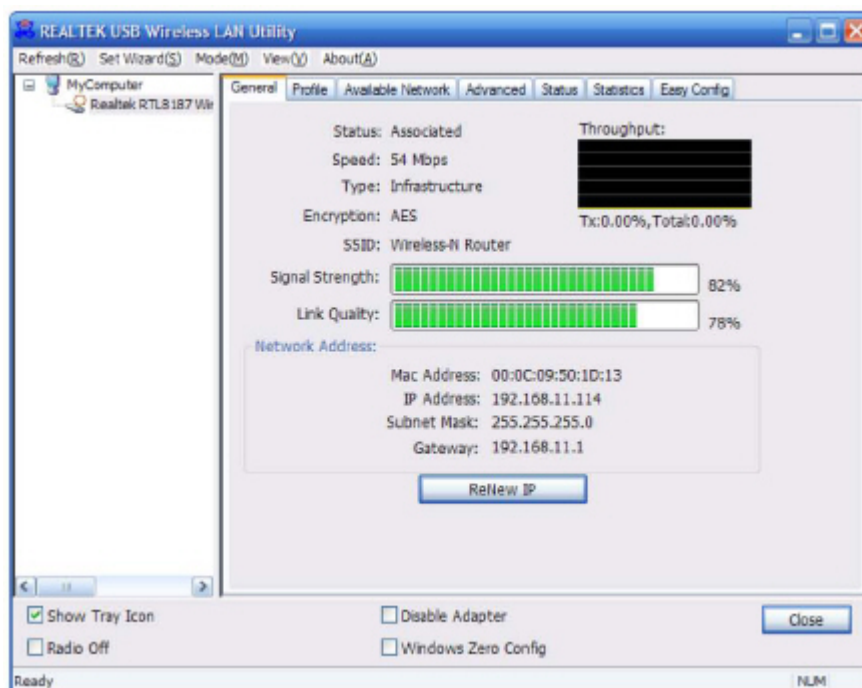 REALTEK USB Wireless LAN Utility
Refresh(R) Set Wizard(S) Mode(M) View(V) About(A)
MyComputer
Realtek RTL8187 Wir
General Profile Available Network Advanced Status Statistics Easy Config
Status: Associated
Speed: 54 Mbps
Type: Infrastructure
Encryption: AES
SSID: Wireless-N Router
Throughput:
Tx:0.00%,Total:0.00%
Signal Strength: 82%
Link Quality: 78%
Network Address:
Mac Address: 00:0C:09:50:1D:13
IP Address: 192.168.11.114
Subnet Mask: 255.255.255.0
Gateway: 192.168.11.1
ReNew IP
Show Tray Icon
Radio Off
Disable Adapter
Windows Zero Config
Close
Ready NUM